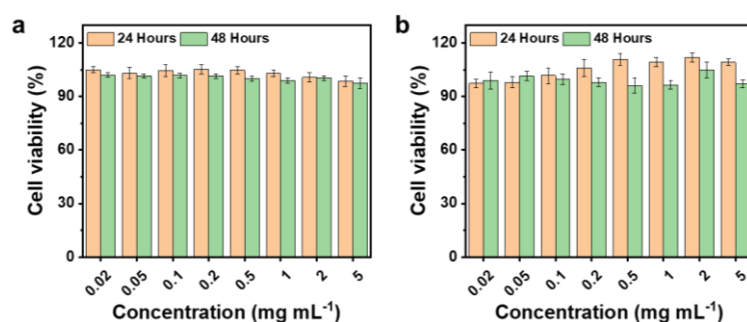 a
24 Hours 48 Hours
120
90
60
30
0
Cell viability (%)
0.02 0.05 0.1 0.2 0.5 1 2 5
Concentration (mg mL⁻¹)
b
24 Hours 48 Hours
120
90
60
30
0
Cell viability (%)
0.02 0.05 0.1 0.2 0.5 1 2 5
Concentration (mg mL⁻¹)